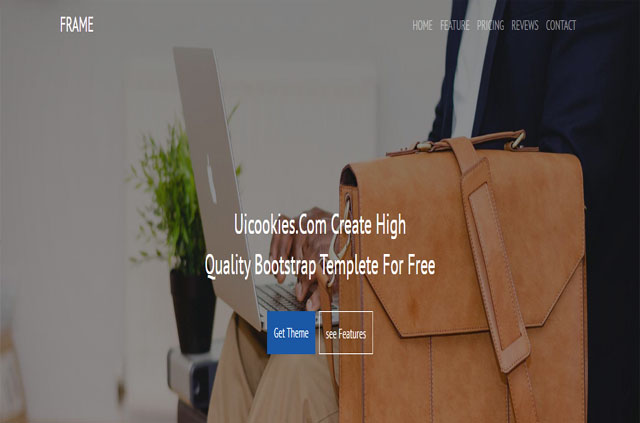 FRAME
HOME FEATURE PRICING REVEWS CONTACT
Uicookies.Com Create High
Quality Bootstrap Templete For Free
Get Theme see Features